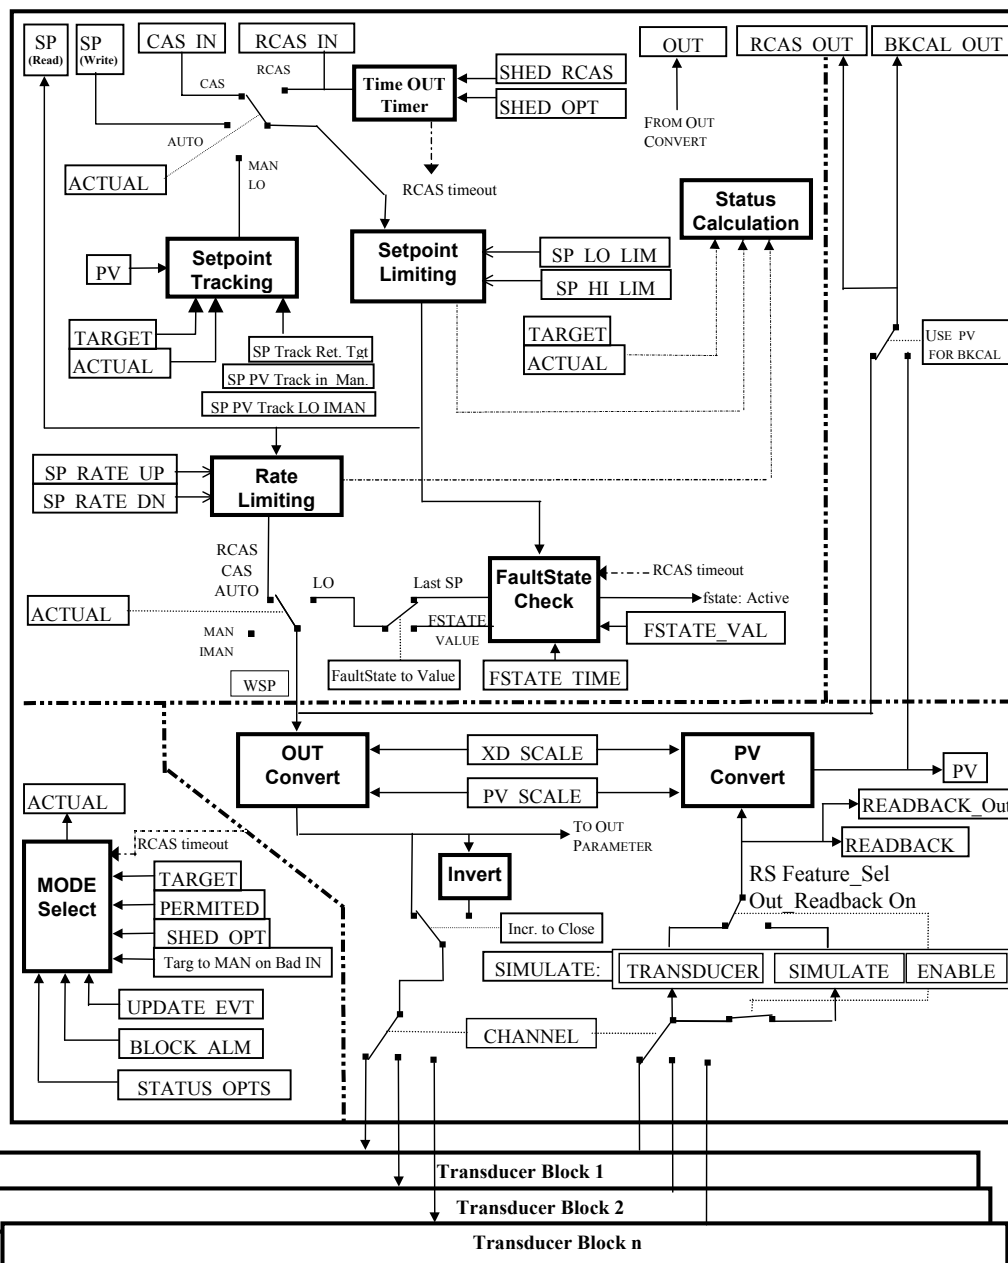 SP
(Read)
SP
(Write)
CAS IN
RCAS IN
OUT
RCAS OUT
BKCAL OUT
RCAS
CAS
Time OUT
Timer
SHED RCAS
SHED OPT
FROM OUT
CONVERT
AUTO
MAN
LO
ACTUAL
RCAS timeout
Status
Calculation
Setpoint
Tracking
Setpoint
Limiting
PV
SP LO LIM
SP HI LIM
TARGET
ACTUAL
SP Track Ret. Tgt
SP PV Track in Man.
SP PV Track LO IMAN
TARGET
ACTUAL
USE PV
FOR BKCAL
SP RATE UP
SP RATE DN
Rate
Limiting
RCAS
CAS
AUTO
LO
Last SP
FaultState
Check
RCAS timeout
fstate: Active
ACTUAL
MAN
IMAN
FSTATE
VALUE
FSTATE_VAL
WSP
FaultState to Value
FSTATE TIME
OUT
Convert
XD SCALE
PV SCALE
PV
Convert
PV
ACTUAL
READBACK_Out
READBACK
RCAS timeout
TO OUT
PARAMETER
MODE
Select
TARGET
PERMITED
SHED OPT
Targ to MAN on Bad IN
Invert
RS Feature_Sel
Out_Readback On
Incr. to Close
SIMULATE:
TRANSDUCER
SIMULATE
ENABLE
UPDATE EVT
BLOCK ALM
STATUS OPTS
CHANNEL
Transducer Block 1
Transducer Block 2
Transducer Block n